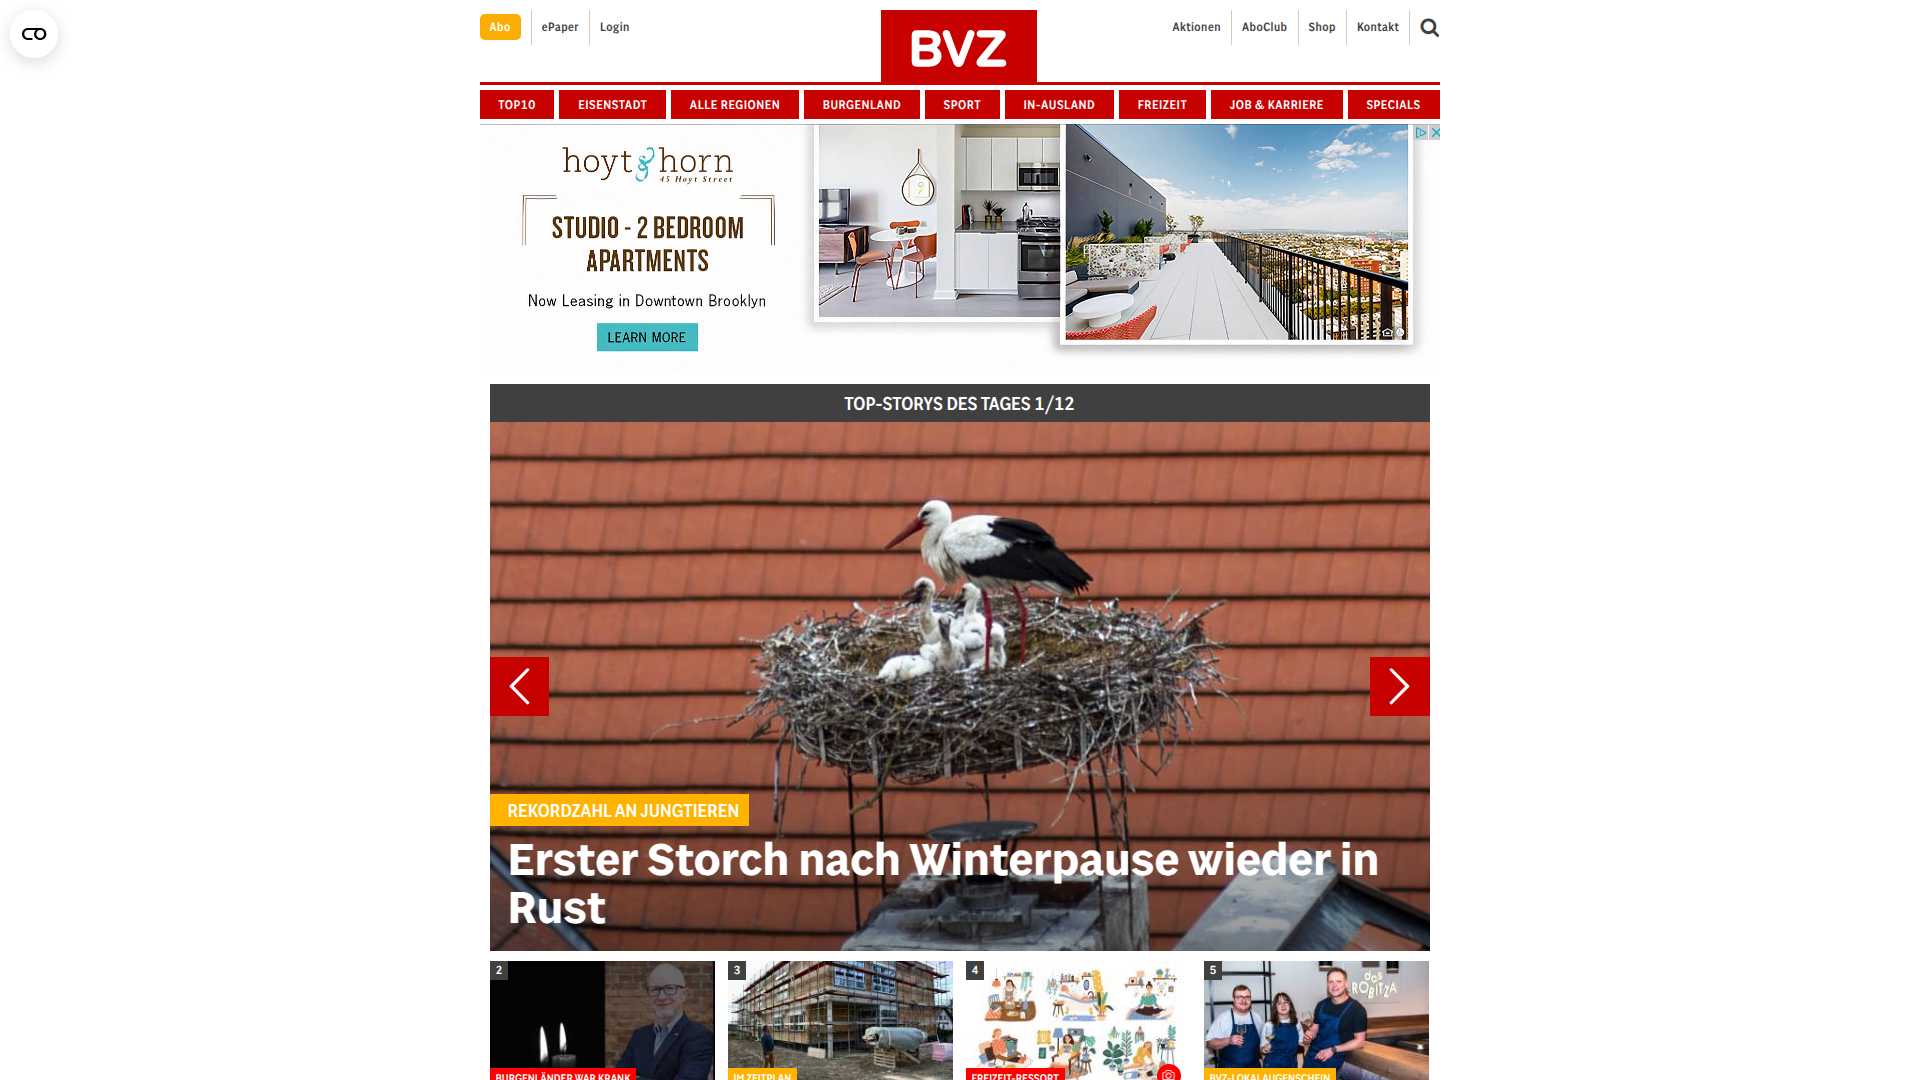 Abo
ePaper
Login
BVZ
Aktionen
AboClub
Shop
Kontakt
TOP10
EISENSTADT
ALLE REGIONEN
BURGENLAND
SPORT
IN-AUSLAND
FREIZEIT
JOB & KARRIERE
SPECIALS
hoyt & horn
45 Hoyt Street
STUDIO - 2 BEDROOM
APARTMENTS
Now Leasing in Downtown Brooklyn
LEARN MORE
TOP-STORYS DES TAGES 1/12
REKORDZAHL AN JUNGTIEREN
Erster Storch nach Winterpause wieder in
Rust
2
3
4
5
das
ROBITZA
BURGENLÄNDER WAR KRANK
IM ZEITPLAN
FREIZEIT-RESSORT
BVZ-LOKALAUGENSCHEIN